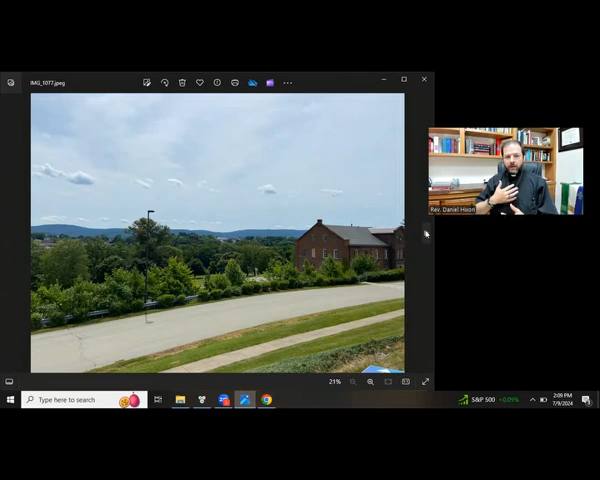 IMG_1077.jpeg
Rev. Daniel Hixon
21%
Type here to search
S&P 500 +0.09%
2:09 PM
7/9/2024